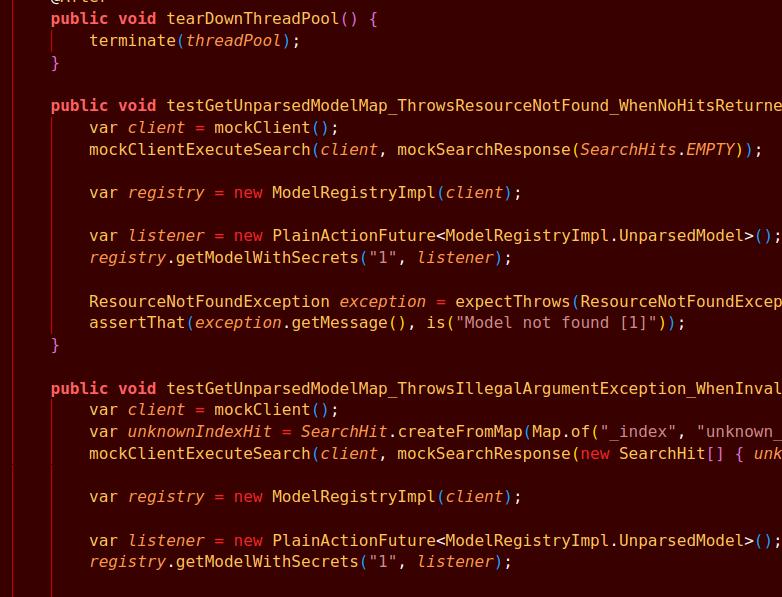 public void tearDownThreadPool() {
terminate(threadPool);
}
public void testGetUnparsedModelMap_ThrowsResourceNotFound_WhenNoHitsReturne
var client = mockClient();
mockClientExecuteSearch(client, mockSearchResponse(SearchHits.EMPTY));
var registry = new ModelRegistryImpl(client);
var listener = new PlainActionFuture<ModelRegistryImpl.UnparsedModel>();
registry.getModelWithSecrets("1", listener);
ResourceNotFoundException exception = expectThrows(ResourceNotFoundExcep
assertThat(exception.getMessage(), is("Model not found [1]"));
}
public void testGetUnparsedModelMap_ThrowsIllegalArgumentException_WhenInval
var client = mockClient();
var unknownIndexHit = SearchHit.createFromMap(Map.of("_index", "unknown_
mockClientExecuteSearch(client, mockSearchResponse(new SearchHit[] { unk
var registry = new ModelRegistryImpl(client);
var listener = new PlainActionFuture<ModelRegistryImpl.UnparsedModel>();
registry.getModelWithSecrets("1", listener);